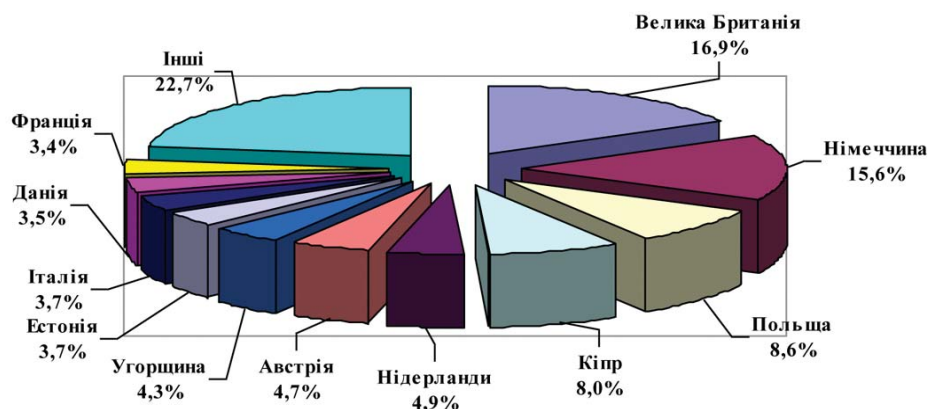 Велика Британія
16,9%
Німеччина
15,6%
Польща
8,6%
Кіпр
8,0%
Нідерланди
4,9%
Австрія
4,7%
Угорщина
4,3%
Естонія
3,7%
Італія
3,7%
Данія
3,5%
Франція
3,4%
Інші
22,7%